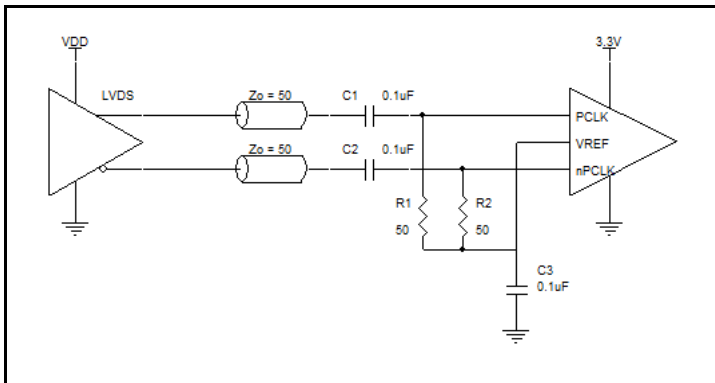 VDD
3.3V
LVDS
Zo = 50
C1
0.1uF
PCLK
VREF
Zo = 50
C2
0.1uF
nPCLK
R1
50
R2
50
C3
0.1uF